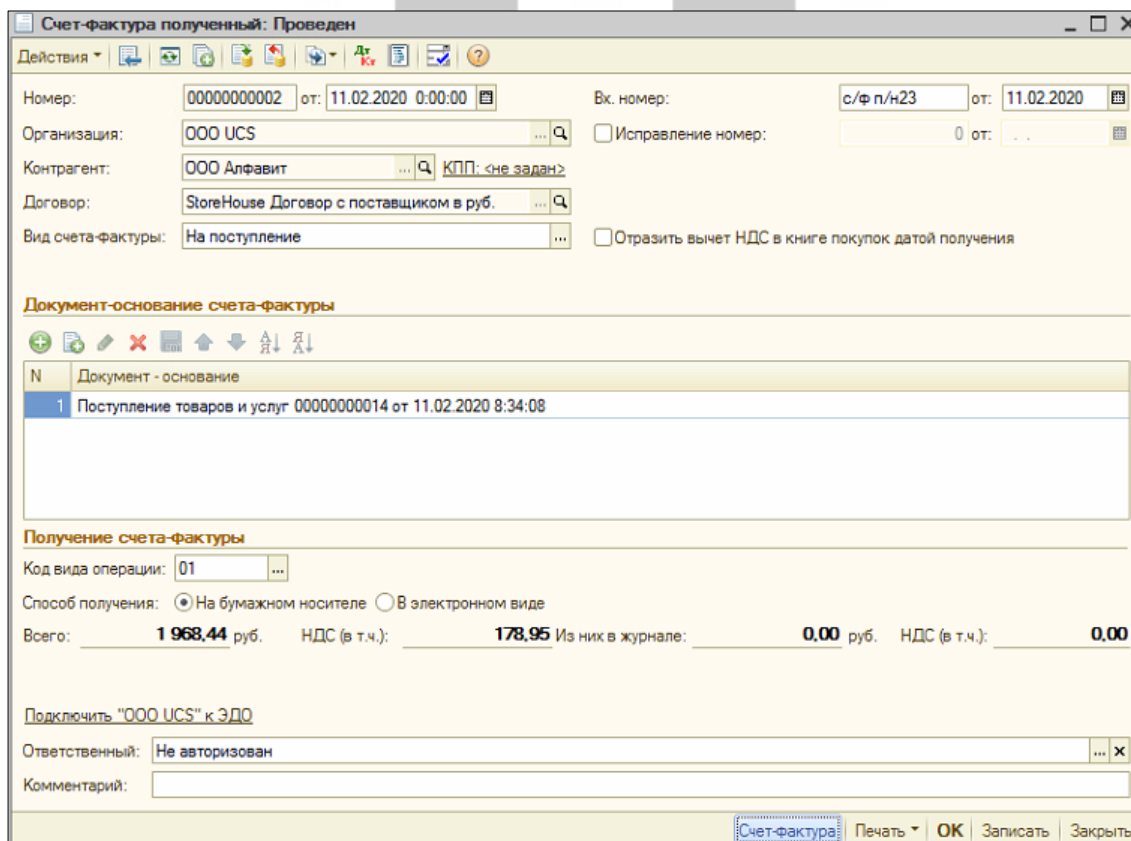 Счет-фактура полученный: Проведен
Действия
Номер: 00000000002 от: 11.02.2020 0:00:00 Вх. номер: с/ф п/н23 от: 11.02.2020
Организация: ООО UCS ... Исправление номер: 0 от: . .
Контрагент: ООО Алфавит ... КПП: <не задан>
Договор: StoreHouse Договор с поставщиком в руб. ...
Вид счета-фактуры: На поступление ... Отразить вычет НДС в книге покупок датой получения
Документ-основание счета-фактуры
N Документ - основание
1 Поступление товаров и услуг 00000000014 от 11.02.2020 8:34:08
Получение счета-фактуры
Код вида операции: 01 ...
Способ получения: На бумажном носителе В электронном виде
Всего: 1 968,44 руб. НДС (в т.ч.): 178,95 Из них в журнале: 0,00 руб. НДС (в т.ч.): 0,00
Подключить "ООО UCS" к ЭДО
Ответственный: Не авторизован ... x
Комментарий:
Счет-фактура Печать OK Записать Закрыть